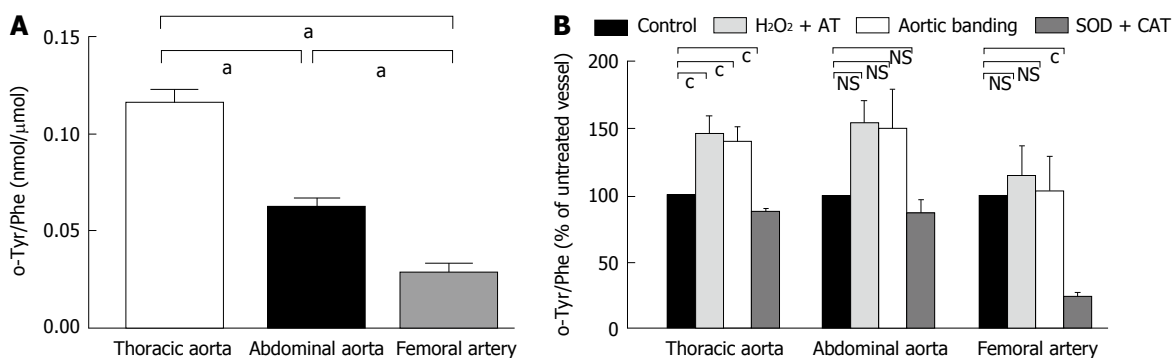 A
o-Tyr/Phe (nmol/μmol)
0.15
0.10
0.05
0.00
a
a
a
Thoracic aorta
Abdominal aorta
Femoral artery
B
Control
H₂O₂ + AT
Aortic banding
SOD + CAT
o-Tyr/Phe (% of untreated vessel)
200
150
100
50
0
c
c
c
NS
NS
NS
c
NS
NS
Thoracic aorta
Abdominal aorta
Femoral artery